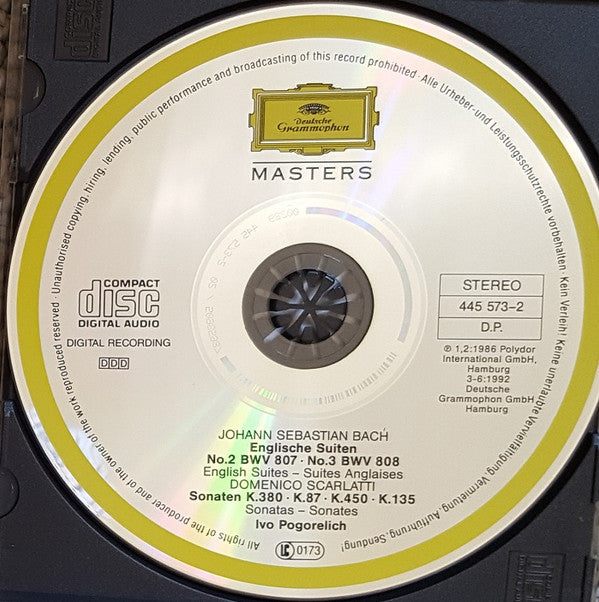 · Unauthorised copying, hiring, lending, public performance and broadcasting of this record prohibited · Alle Urheber-und Leistungsschutzrechte vorbehalten · Kein Verleih! Keine unerlaubte Vervielfältigung, Vermietung, Aufführung, Sendung!
All rights of the producer and of the owner of the work reproduced reserved
Deutsche
Grammophon
MASTERS
COMPACT
disc
DIGITAL AUDIO
DIGITAL RECORDING
DDD
STEREO
445 573-2
D.P.
℗ 1,2:1986 Polydor
International GmbH,
Hamburg
3-6:1992
Deutsche
Grammophon GmbH
Hamburg
JOHANN SEBASTIAN BACH
Englische Suiten
No.2 BWV 807 · No.3 BWV 808
English Suites – Suites Anglaises
DOMENICO SCARLATTI
Sonaten K.380 · K.87 · K.450 · K.135
Sonatas – Sonates
Ivo Pogorelich
LC 0173